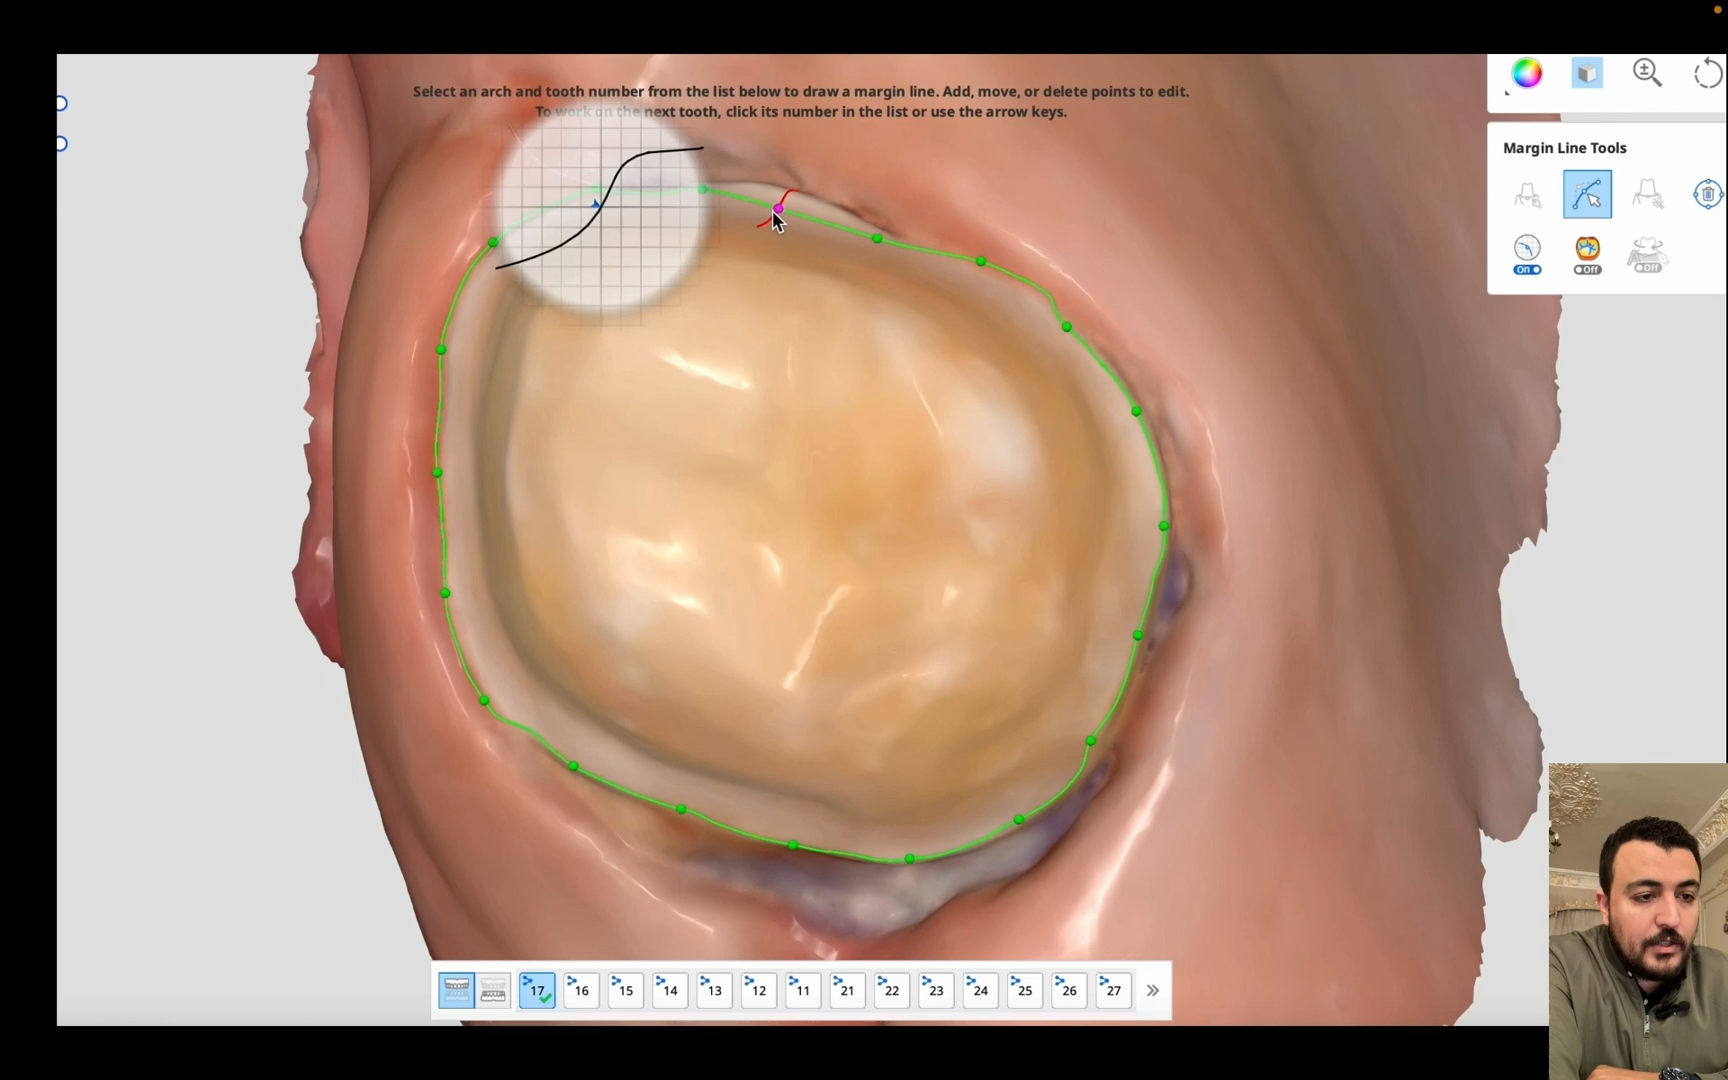 Select an arch and tooth number from the list below to draw a margin line. Add, move, or delete points to edit.
To work on the next tooth, click its number in the list or use the arrow keys.
Margin Line Tools
On
Off
Off
17
16
15
14
13
12
11
21
22
23
24
25
26
27